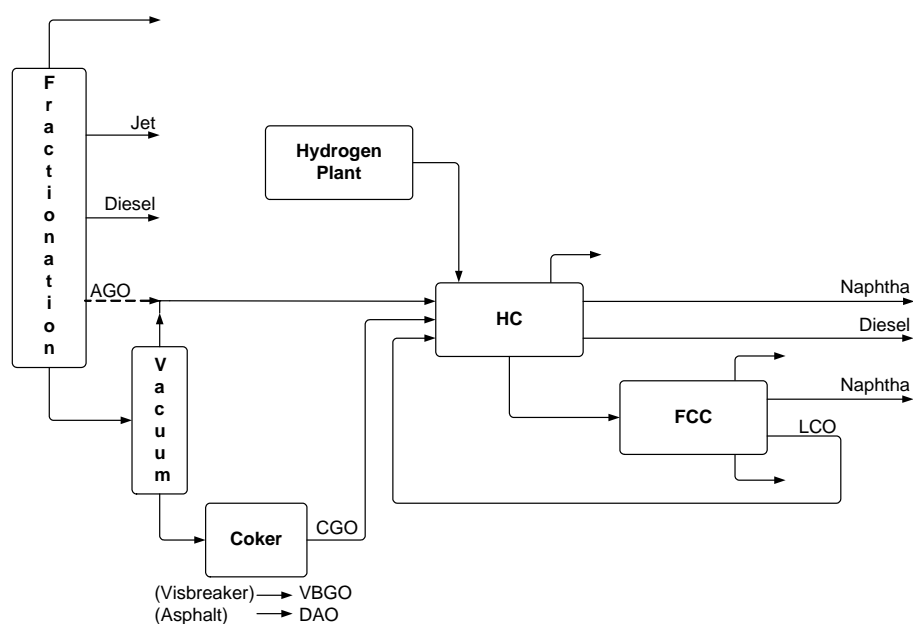 Fractionation
Jet
Diesel
AGO
Hydrogen
Plant
HC
Naphtha
Diesel
Vacuum
FCC
Naphtha
LCO
Coker
CGO
(Visbreaker) VBGO
(Asphalt) DAO